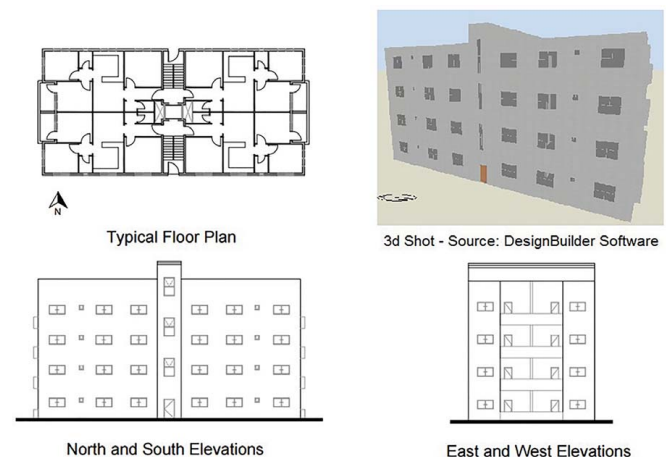 N
Typical Floor Plan
3d Shot - Source: DesignBuilder Software
North and South Elevations
East and West Elevations